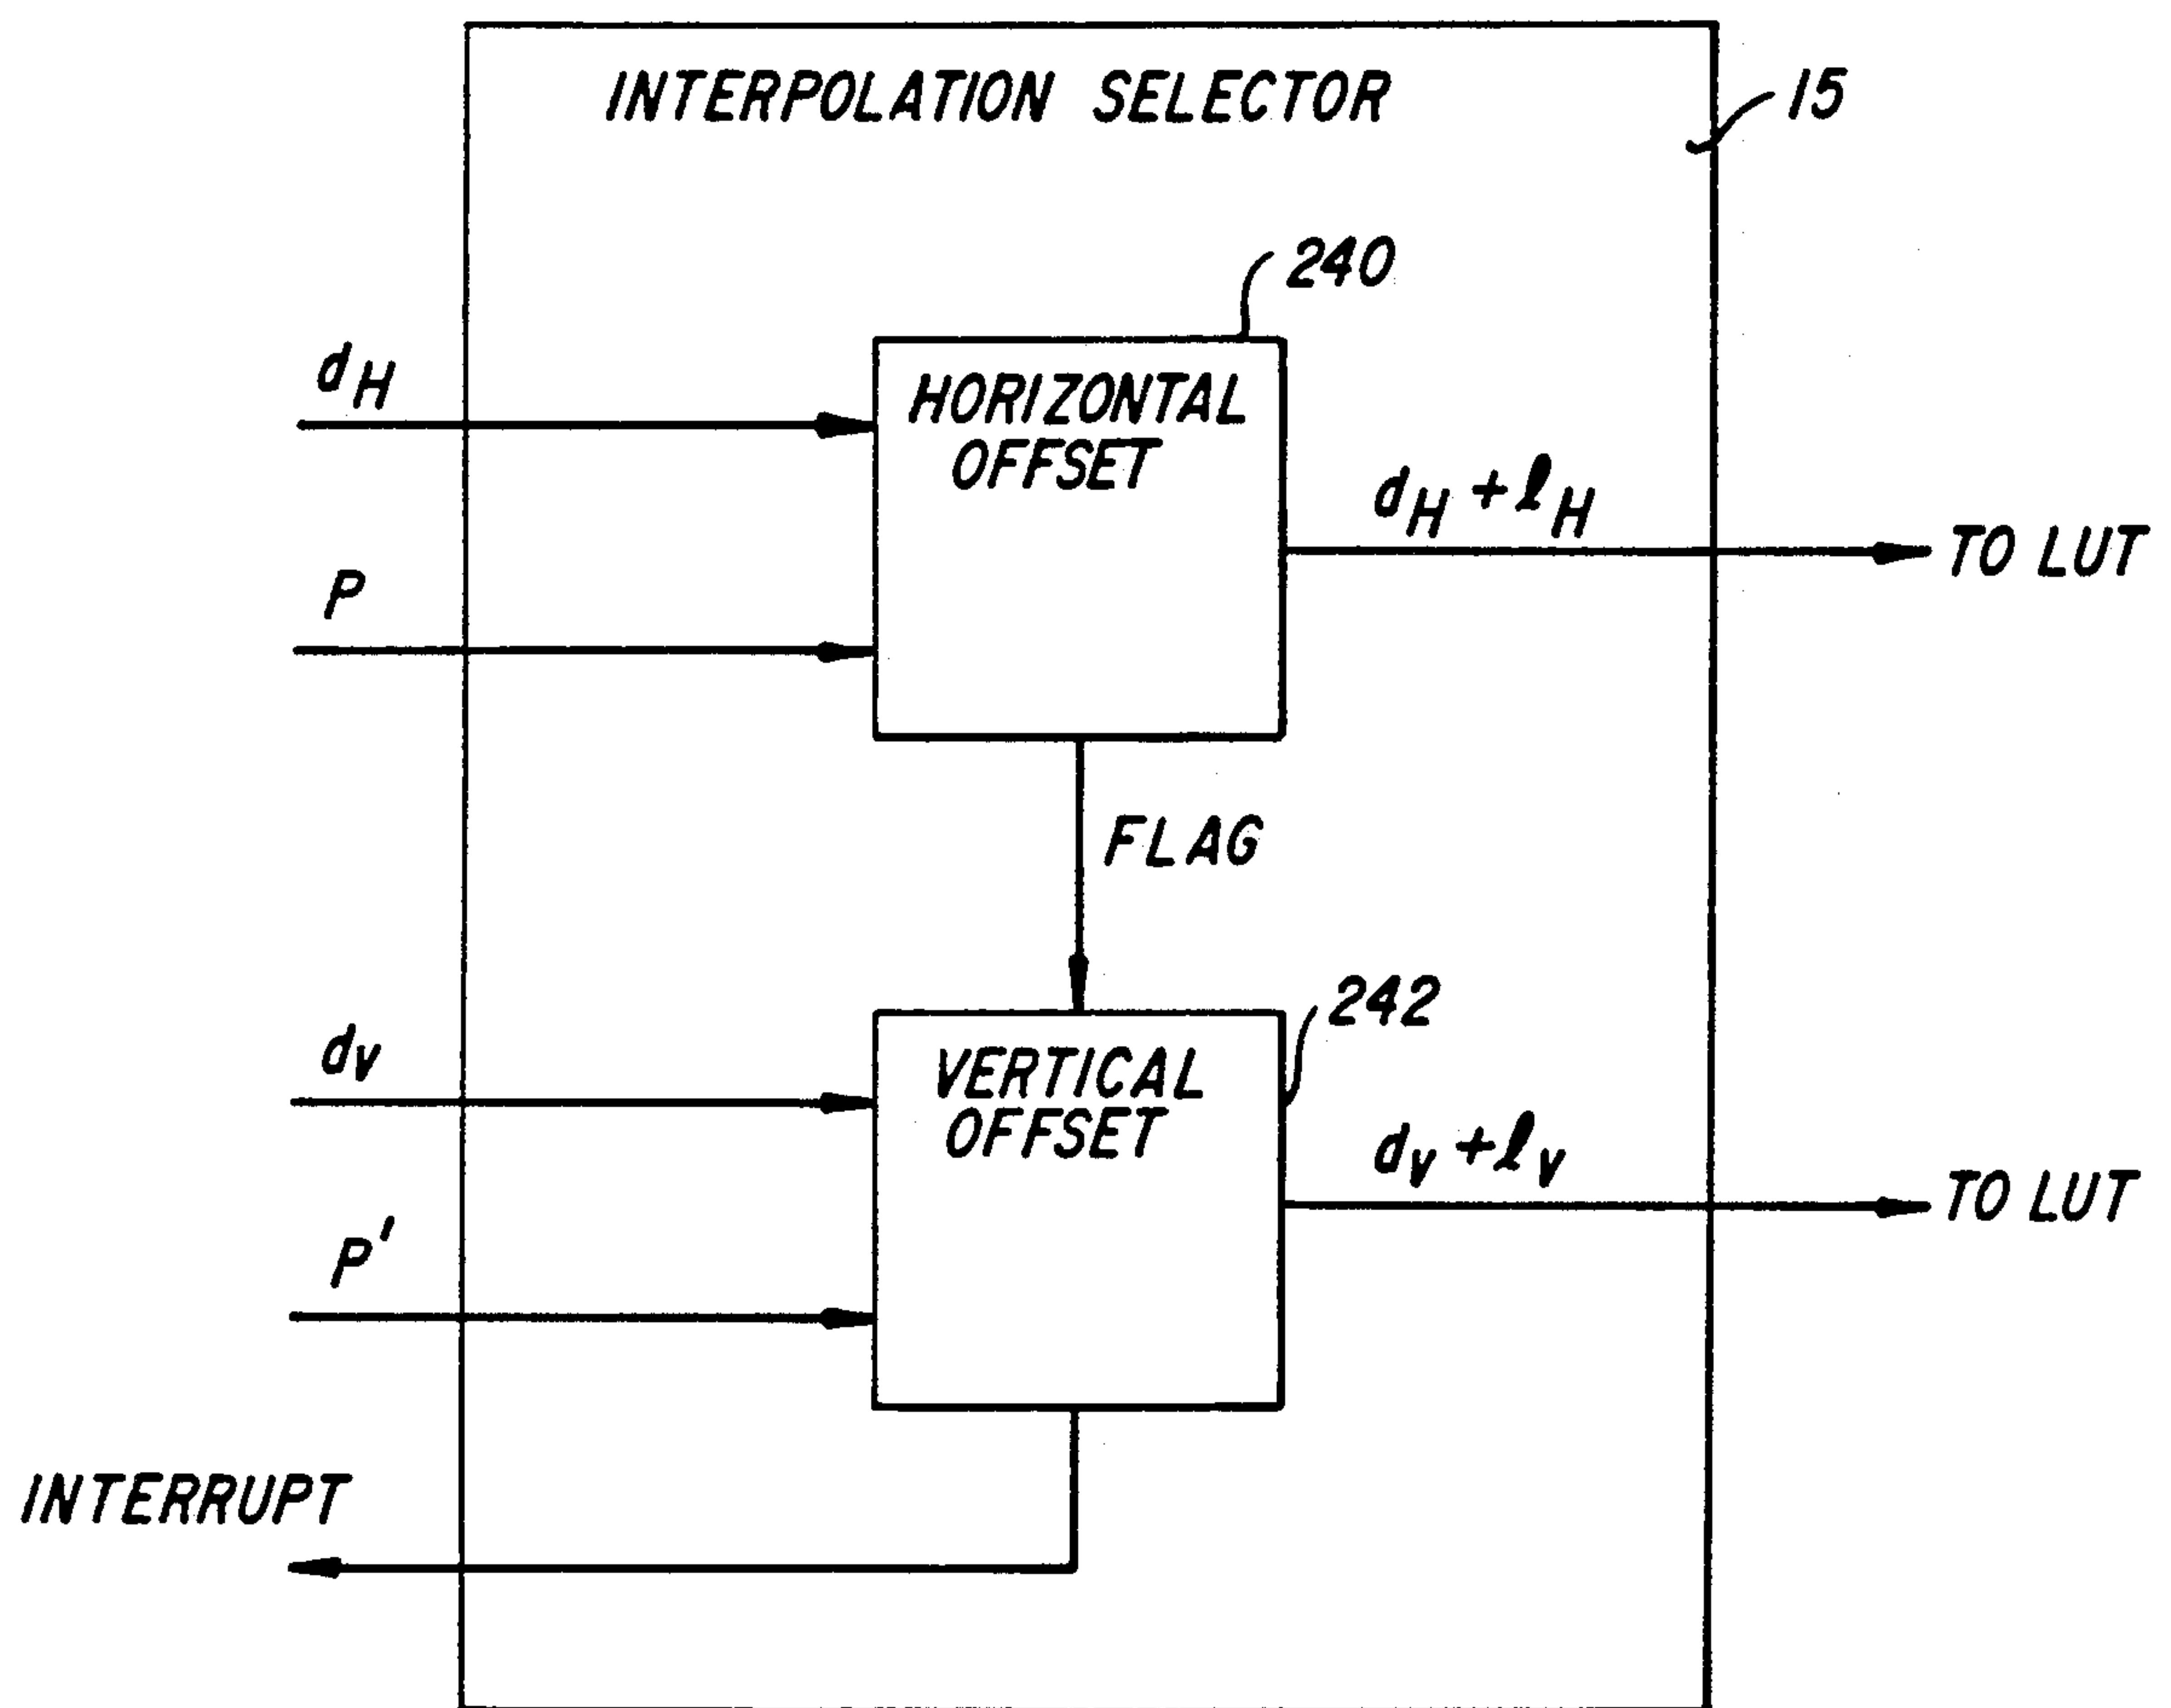 INTERPOLATION SELECTOR
15
240
dH
HORIZONTAL
OFFSET
dH + ℓH
TO LUT
P
FLAG
242
dV
VERTICAL
OFFSET
dV + ℓV
TO LUT
P'
INTERRUPT